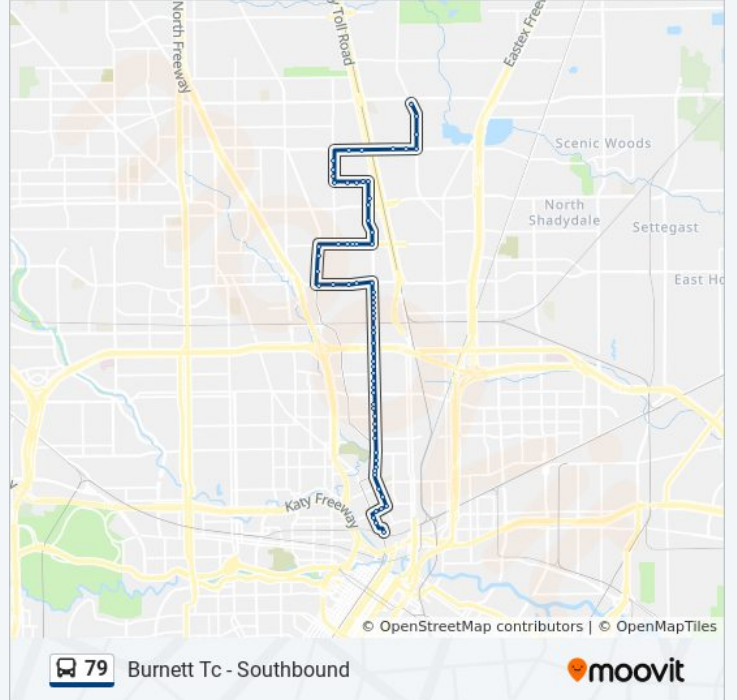 North Freeway
y Toll Road
Eastex Free
Scenic Woods
North
Shadydale
Settegast
East Ho
Katy Freeway
© OpenStreetMap contributors | © OpenMapTiles
79 Burnett Tc - Southbound
moovit